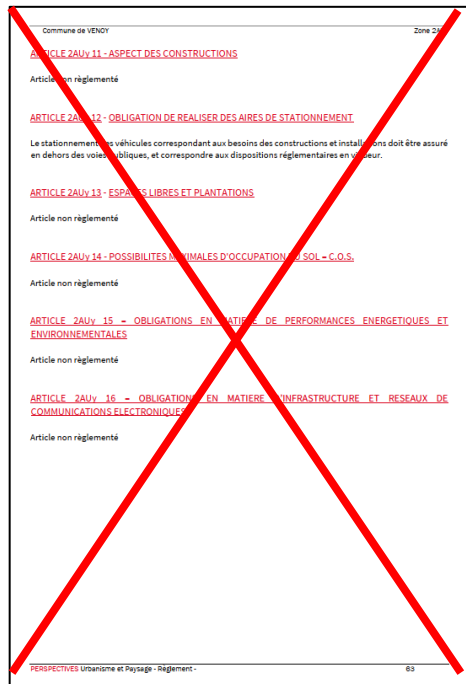 Commune de VENOY Zone 2A
ARTICLE 2AUy 11 - ASPECT DES CONSTRUCTIONS
Article non règlementé
ARTICLE 2AUy 12 - OBLIGATION DE REALISER DES AIRES DE STATIONNEMENT
Le stationnement des véhicules correspondant aux besoins des constructions et installations doit être assuré
en dehors des voies publiques, et correspondre aux dispositions réglementaires en vigueur.
ARTICLE 2AUy 13 - ESPACES LIBRES ET PLANTATIONS
Article non règlementé
ARTICLE 2AUy 14 - POSSIBILITES MAXIMALES D'OCCUPATION DU SOL – C.O.S.
Article non règlementé
ARTICLE 2AUy 15 – OBLIGATIONS EN MATIERE DE PERFORMANCES ENERGETIQUES ET
ENVIRONNEMENTALES
Article non règlementé
ARTICLE 2AUy 16 – OBLIGATIONS EN MATIERE D'INFRASTRUCTURE ET RESEAUX DE
COMMUNICATIONS ELECTRONIQUES
Article non règlementé
PERSPECTIVES Urbanisme et Paysage - Règlement - 63